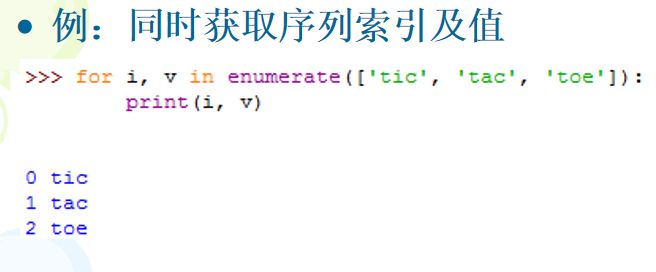 • 例：同时获取序列索引及值
>>> for i, v in enumerate(['tic', 'tac', 'toe']):
        print(i, v)
0 tic
1 tac
2 toe